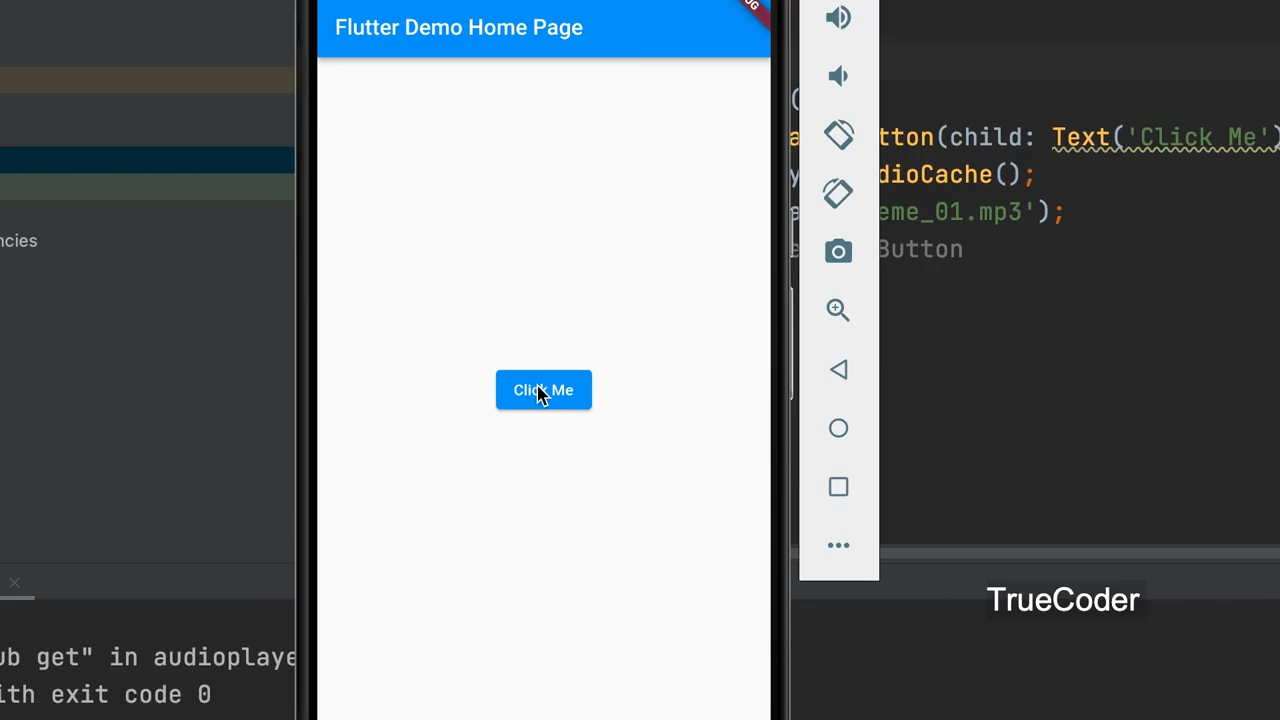 Flutter Demo Home Page
tton(child: Text('Click Me')
dioCache();
eme_01.mp3');
Button
ncies
Click Me
TrueCoder
ub get" in audioplaye
ith exit code 0